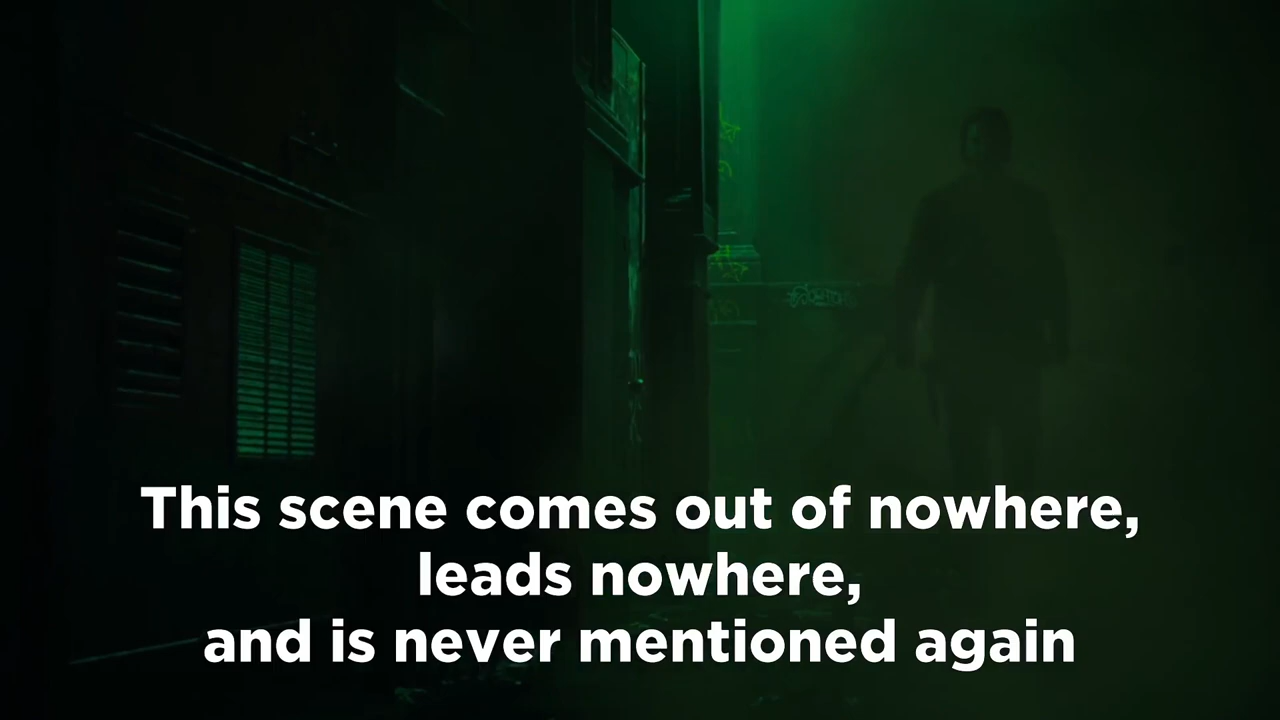 This scene comes out of nowhere,
leads nowhere,
and is never mentioned again